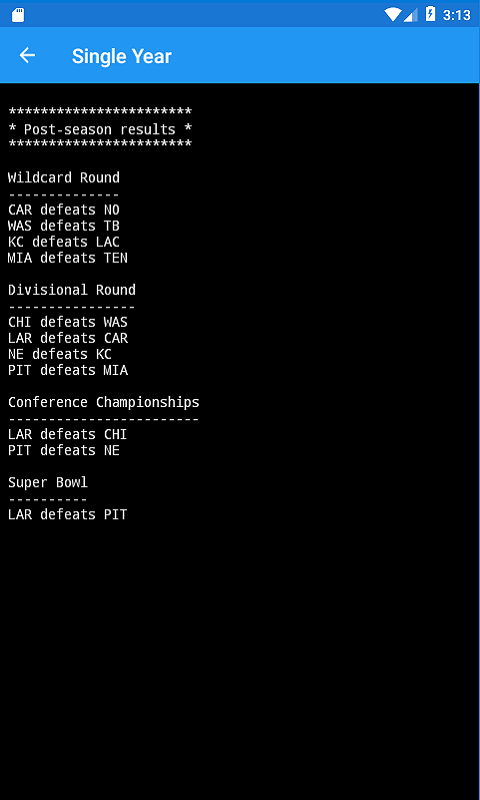 3:13
Single Year
***********************
* Post-season results *
***********************
Wildcard Round
--------------
CAR defeats NO
WAS defeats TB
KC defeats LAC
MIA defeats TEN
Divisional Round
----------------
CHI defeats WAS
LAR defeats CAR
NE defeats KC
PIT defeats MIA
Conference Championships
------------------------
LAR defeats CHI
PIT defeats NE
Super Bowl
----------
LAR defeats PIT